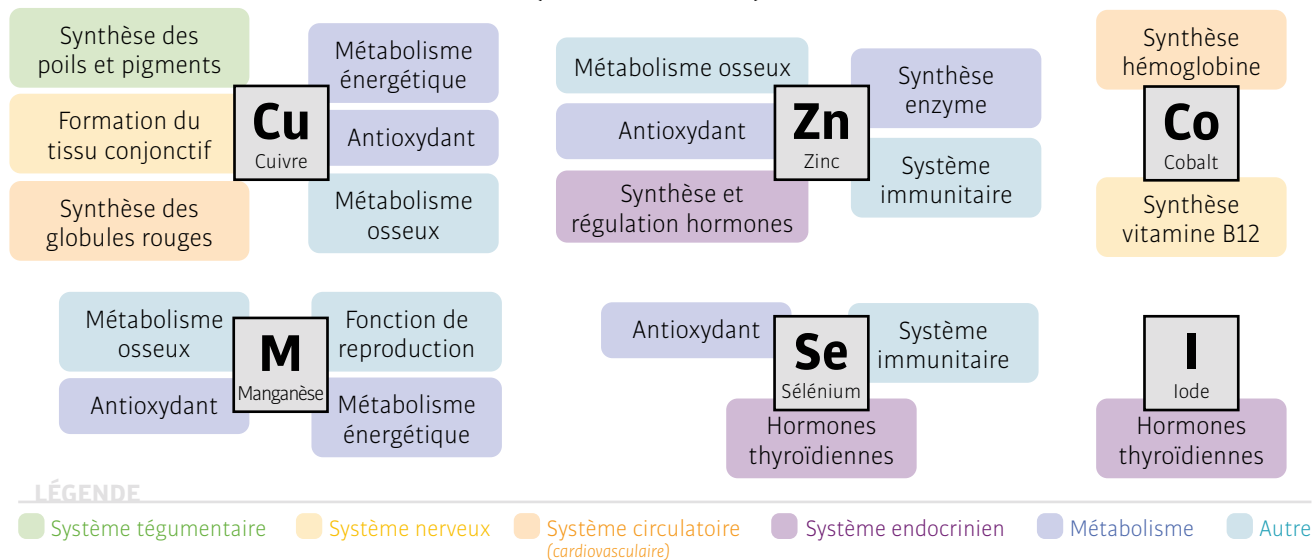 Synthèse des
poils et pigments
Formation du
tissu conjonctif
Synthèse des
globules rouges
Cu
Cuivre
Métabolisme
énergétique
Antioxydant
Métabolisme
osseux
Métabolisme osseux
Antioxydant
Synthèse et
régulation hormones
Zn
Zinc
Synthèse
enzyme
Système
immunitaire
Synthèse
hémoglobine
Co
Cobalt
Synthèse
vitamine B12
Métabolisme
osseux
Antioxydant
M
Manganèse
Fonction de
reproduction
Métabolisme
énergétique
Antioxydant
Se
Sélénium
Système
immunitaire
Hormones
thyroïdiennes
I
Iode
Hormones
thyroïdiennes
LÉGENDE
Système tégumentaire
Système nerveux
Système circulatoire
(cardiovasculaire)
Système endocrinien
Métabolisme
Autre